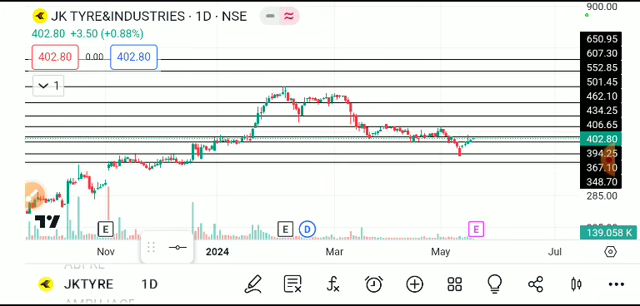 JK TYRE&INDUSTRIES · 1D · NSE
402.80 +3.50 (+0.88%)
402.80 0.00 402.80
1
900.00
650.95
607.30
552.85
501.45
462.10
434.25
406.65
402.80
394.25
367.10
348.70
285.00
139.058 K
E E D E
Nov 2024 Mar May Jul
JKTYRE 1D